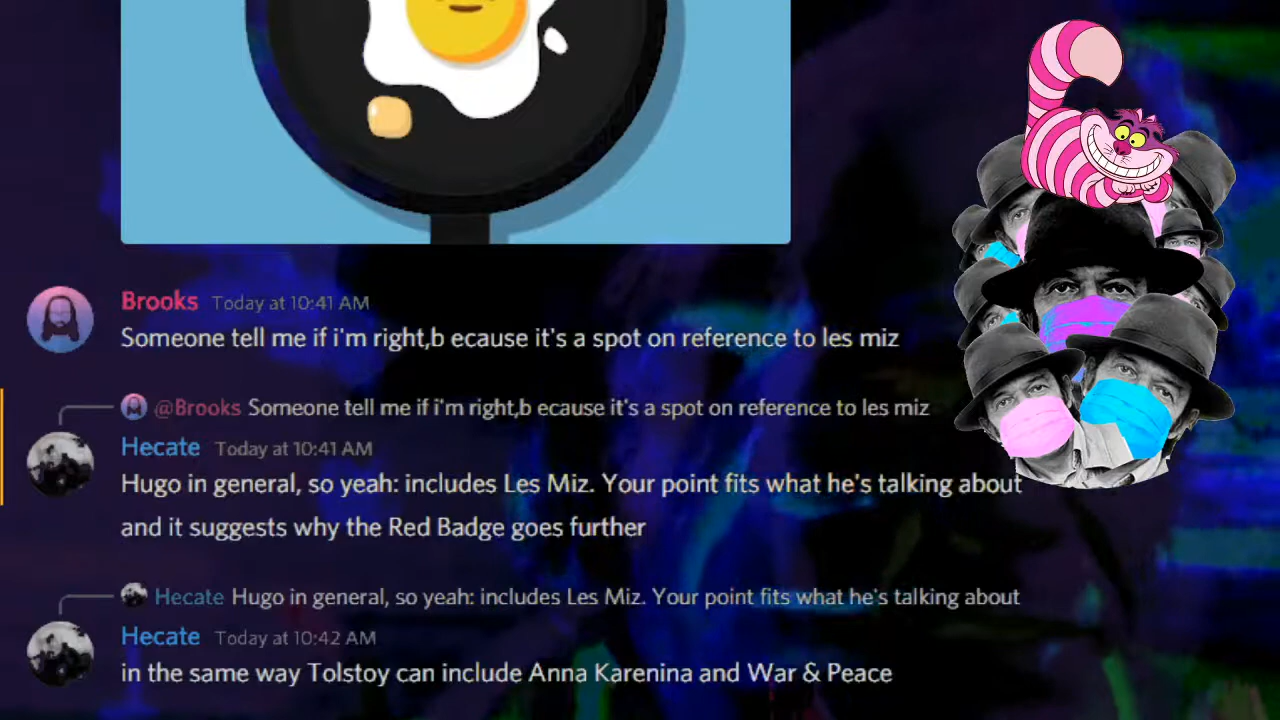 Brooks Today at 10:41 AM
Someone tell me if i'm right,b ecause it's a spot on reference to les miz
@Brooks Someone tell me if i'm right,b ecause it's a spot on reference to les miz
Hecate Today at 10:41 AM
Hugo in general, so yeah: includes Les Miz. Your point fits what he's talking about
and it suggests why the Red Badge goes further
Hecate Hugo in general, so yeah: includes Les Miz. Your point fits what he's talking about
Hecate Today at 10:42 AM
in the same way Tolstoy can include Anna Karenina and War & Peace